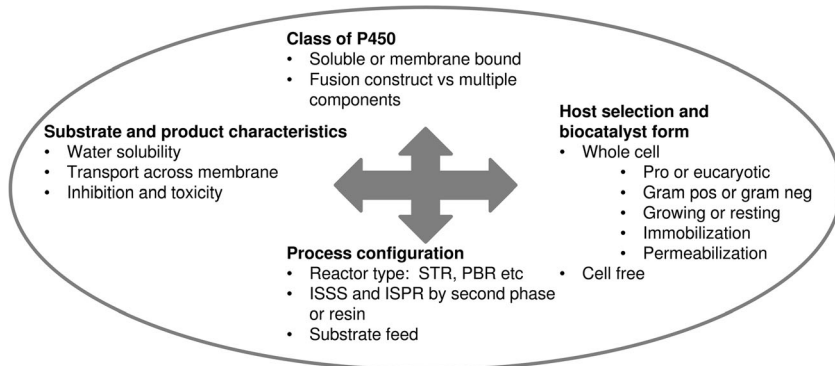 Class of P450
• Soluble or membrane bound
• Fusion construct vs multiple
components
Substrate and product characteristics
• Water solubility
• Transport across membrane
• Inhibition and toxicity
Host selection and
biocatalyst form
• Whole cell
• Pro or eucaryotic
• Gram pos or gram neg
• Growing or resting
• Immobilization
• Permeabilization
• Cell free
Process configuration
• Reactor type: STR, PBR etc
• ISSS and ISPR by second phase
or resin
• Substrate feed